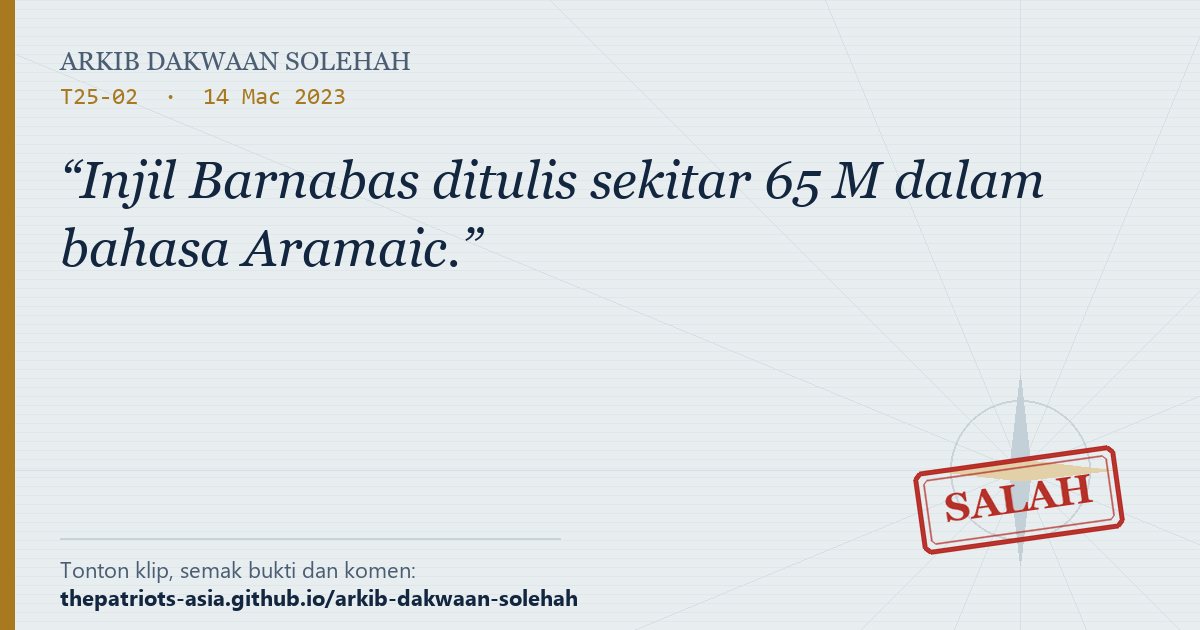 ARKIB DAKWAAN SOLEHAH
T25-02 · 14 Mac 2023
“Injil Barnabas ditulis sekitar 65 M dalam
bahasa Aramaic.”
SALAH
Tonton klip, semak bukti dan komen:
thepatriots-asia.github.io/arkib-dakwaan-solehah